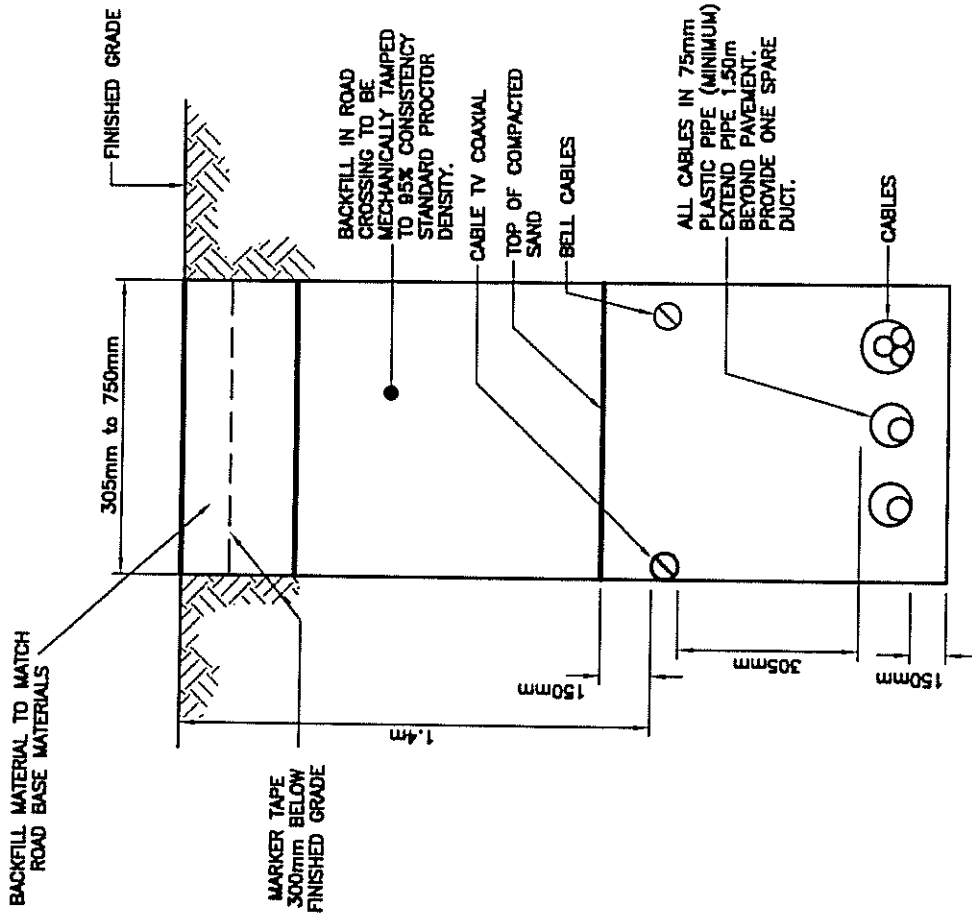 BACKFILL MATERIAL TO MATCH
ROAD BASE MATERIALS
FINISHED GRADE
305mm to 750mm
BACKFILL IN ROAD
CROSSING TO BE
MECHANICALLY TAMPED
TO 95% CONSISTENCY
STANDARD PROCTOR
DENSITY.
MARKER TAPE
300mm BELOW
FINISHED GRADE
CABLE TV COAXIAL
TOP OF COMPACTED
SAND
BELL CABLES
1.4m
150mm
305mm
150mm
ALL CABLES IN 75mm
PLASTIC PIPE (MINIMUM)
EXTEND PIPE 1.50m
BEYOND PAVEMENT.
PROVIDE ONE SPARE
DUCT.
CABLES